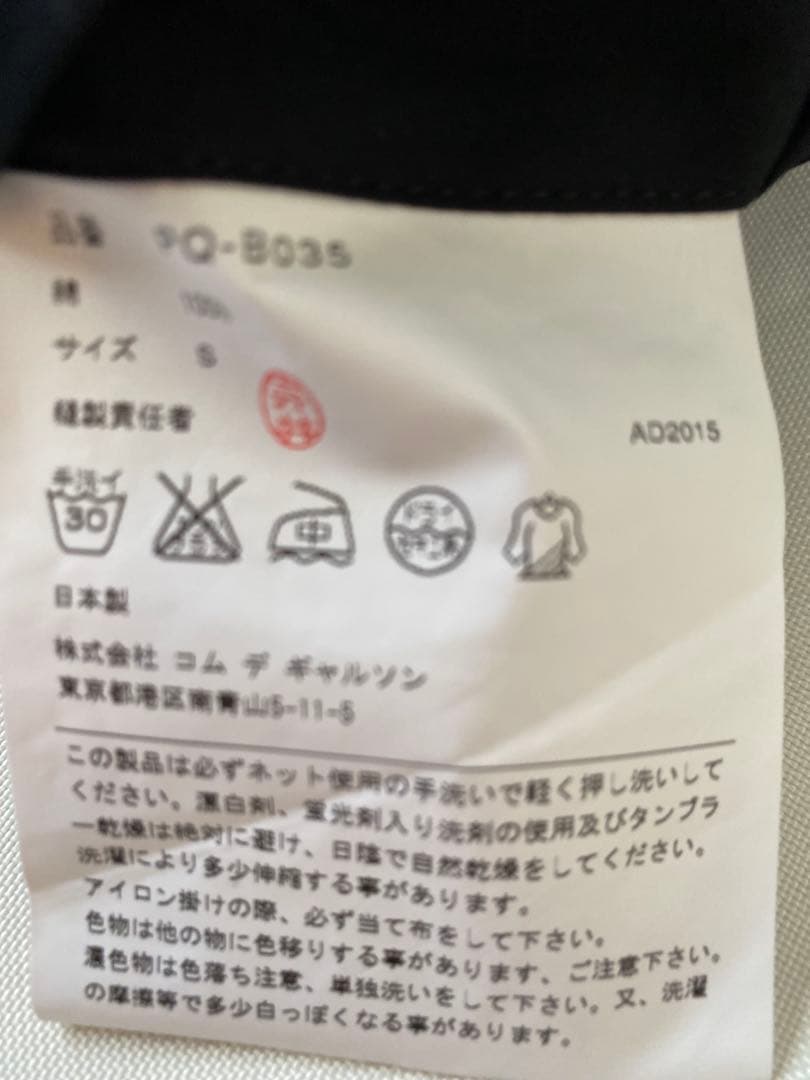 品番 PQ-B035
綿 100%
サイズ S
縫製責任者
AD2015
手洗イ
30
中
ドライ
セキユ系
日本製
株式会社 コム デ ギャルソン
東京都港区南青山5-11-5
この製品は必ずネット使用の手洗いで軽く押し洗いして
ください。漂白剤、蛍光剤入り洗剤の使用及びタンブラ
ー乾燥は絶対に避け、日陰で自然乾燥をしてください。
洗濯により多少伸縮する事があります。
アイロン掛けの際、必ず当て布をして下さい。
色物は他の物に色移りする事があります、ご注意下さい。
濃色物は色落ち注意、単独洗いをして下さい。又、洗濯
の摩擦等で多少白っぽくなる事があります。